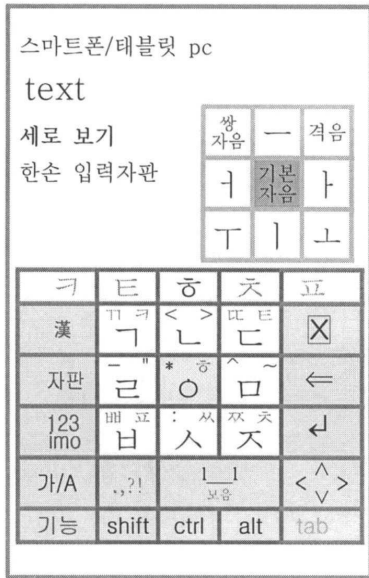 스마트폰/태블릿 pc
text
세로 보기
한손 입력자판
쌍자음 ㅡ 격음
ㅓ 기본자음 ㅏ
ㅜ ㅣ ㅗ
ㅋ ㅌ ㅎ ㅊ ㅍ
漢 ㄲ ㅋ ㄱ < > ㄴ ㄸ ㅌ ㄷ X
자판 – " ㄹ * ㅎ ㅇ ^ ~ ㅁ ⇐
123 imo ㅃ ㅍ ㅂ : ㅆ ㅅ ㅉ ㅊ ㅈ ↵
가/A .,?! 모음 < ^ v >
기능 shift ctrl alt tab